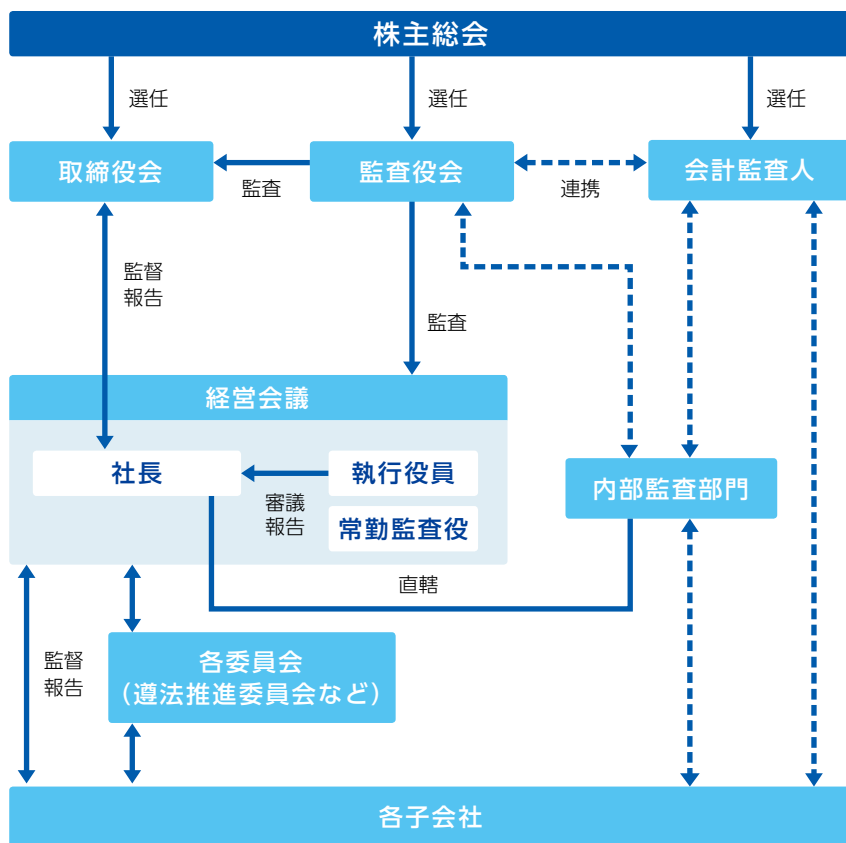 株主総会
選任
選任
選任
取締役会
監査役会
会計監査人
監査
連携
監督
報告
監査
経営会議
社長
執行役員
審議
報告
常勤監査役
内部監査部門
直轄
監督
報告
各委員会
（遵法推進委員会など）
各子会社